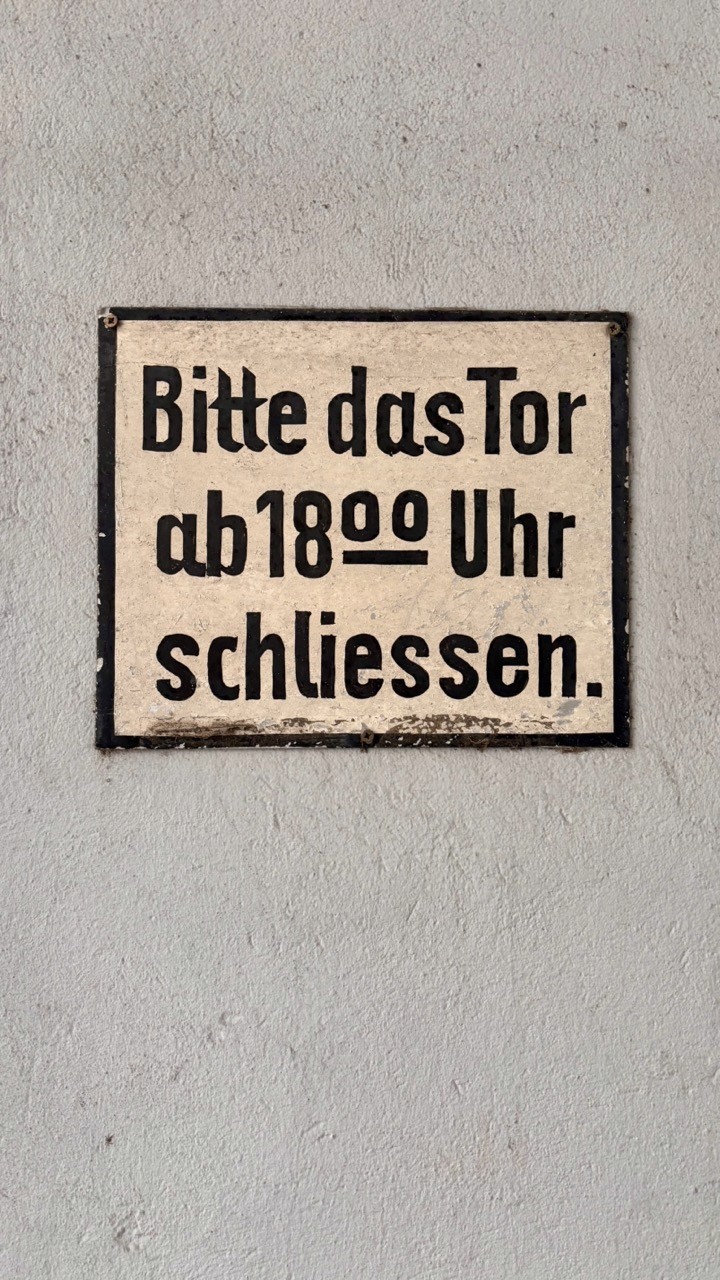 Bitte das Tor
ab 18⁰⁰ Uhr
schliessen.